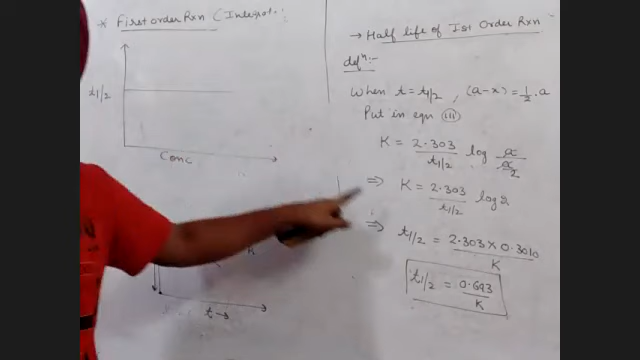 * First order Rxn (Integrat
t1/2
Conc
t →
→ Half life of Ist Order Rxn
defⁿ:-
When t = t1/2 , (a-x) = 1/2 . a
Put in eqn (iii)
K = 2.303/t1/2 log a/a/2
⇒ K = 2.303/t1/2 log 2
⇒ t1/2 = 2.303 x 0.3010/K
t1/2 = 0.693/K